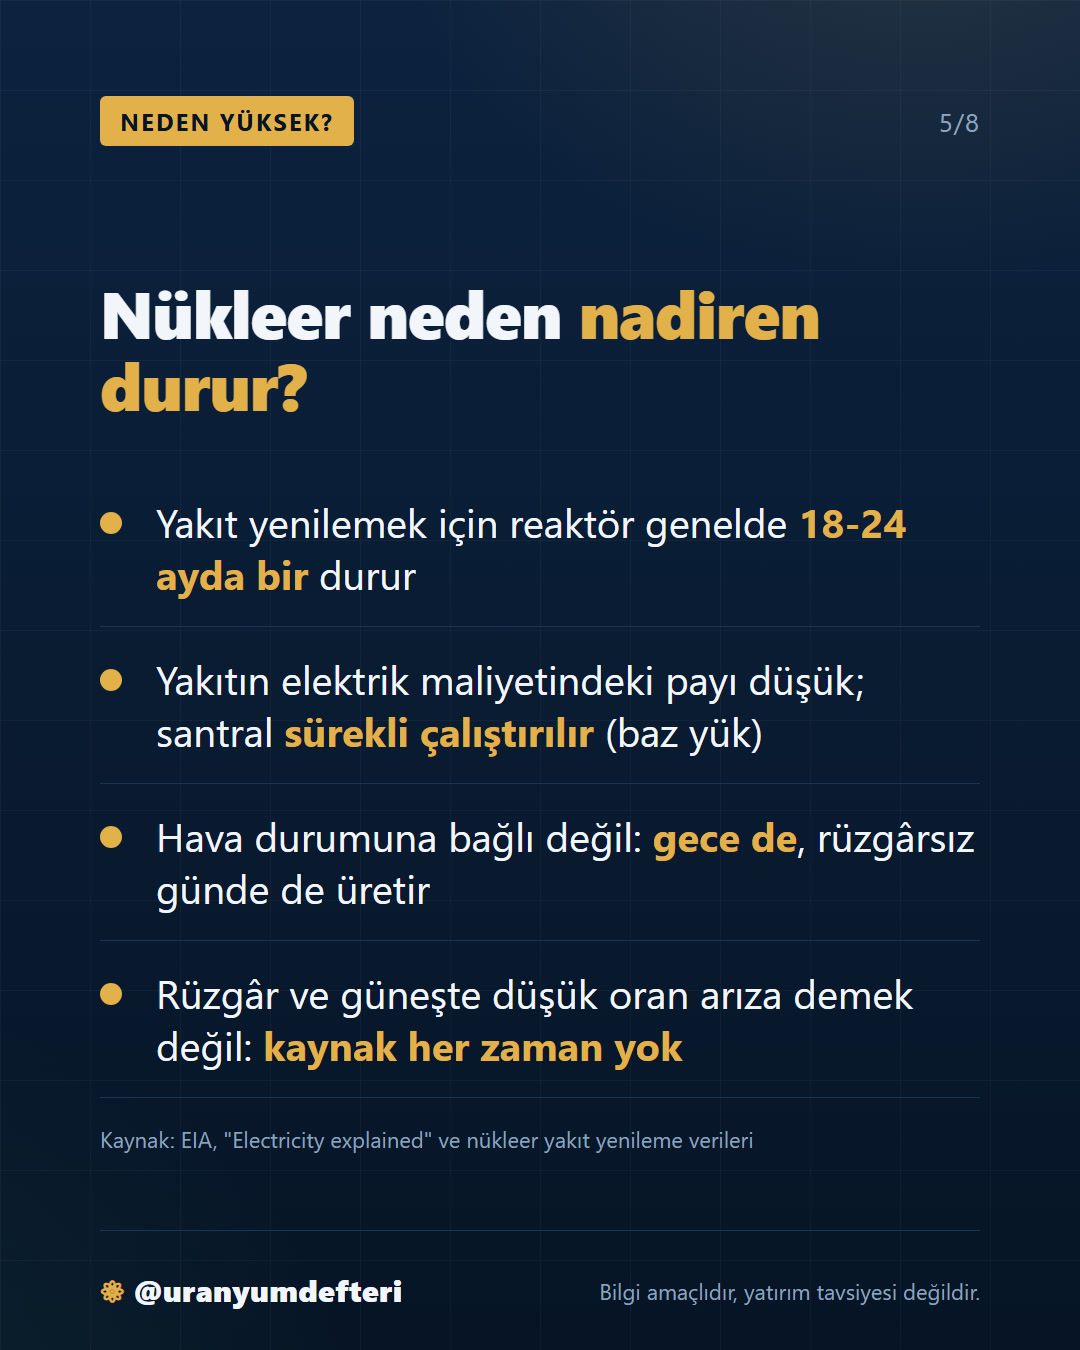 NEDEN YÜKSEK?
5/8
Nükleer neden nadiren
durur?
Yakıt yenilemek için reaktör genelde 18-24
ayda bir durur
Yakıtın elektrik maliyetindeki payı düşük;
santral sürekli çalıştırılır (baz yük)
Hava durumuna bağlı değil: gece de, rüzgârsız
günde de üretir
Rüzgâr ve güneşte düşük oran arıza demek
değil: kaynak her zaman yok
Kaynak: EIA, "Electricity explained" ve nükleer yakıt yenileme verileri
@uranyumdefteri
Bilgi amaçlıdır, yatırım tavsiyesi değildir.